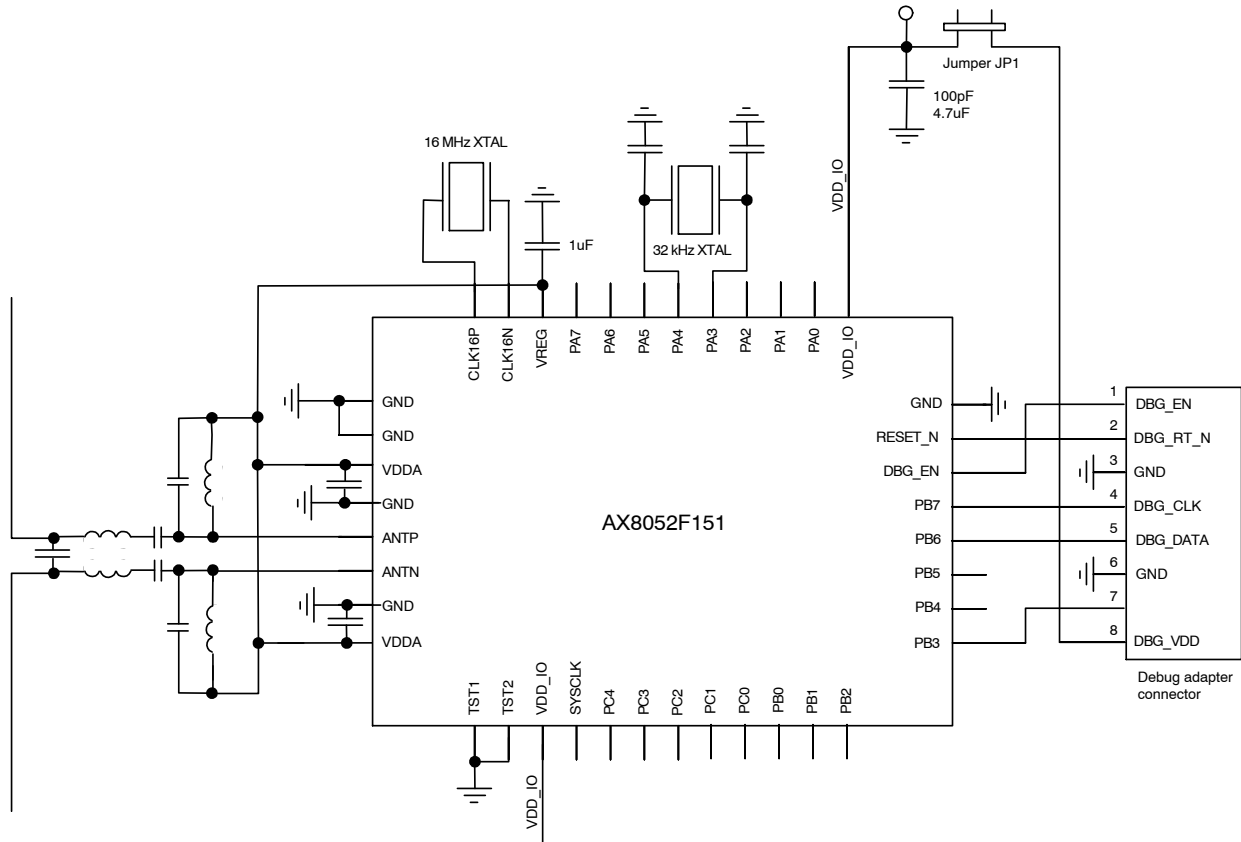 Jumper JP1
100pF
4.7uF
16 MHz XTAL
VDD_IO
1uF
32 kHz XTAL
CLK16P
CLK16N
VREG
PA7
PA6
PA5
PA4
PA3
PA2
PA1
PA0
VDD_IO
GND
GND
VDDA
GND
ANTP
ANTN
GND
VDDA
AX8052F151
GND
RESET_N
DBG_EN
PB7
PB6
PB5
PB4
PB3
1
DBG_EN
2
DBG_RT_N
3
GND
4
DBG_CLK
5
DBG_DATA
6
GND
7
8
DBG_VDD
Debug adapter
connector
TST1
TST2
VDD_IO
SYSCLK
PC4
PC3
PC2
PC1
PC0
PB0
PB1
PB2
VDD_IO